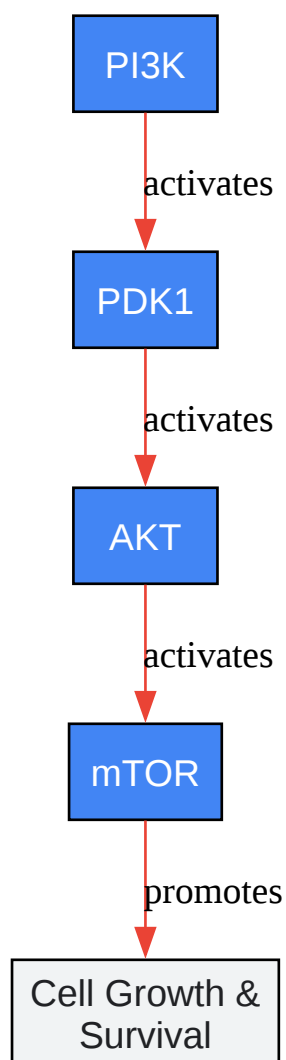 PI3K
activates
PDK1
activates
AKT
activates
mTOR
promotes
Cell Growth &
Survival